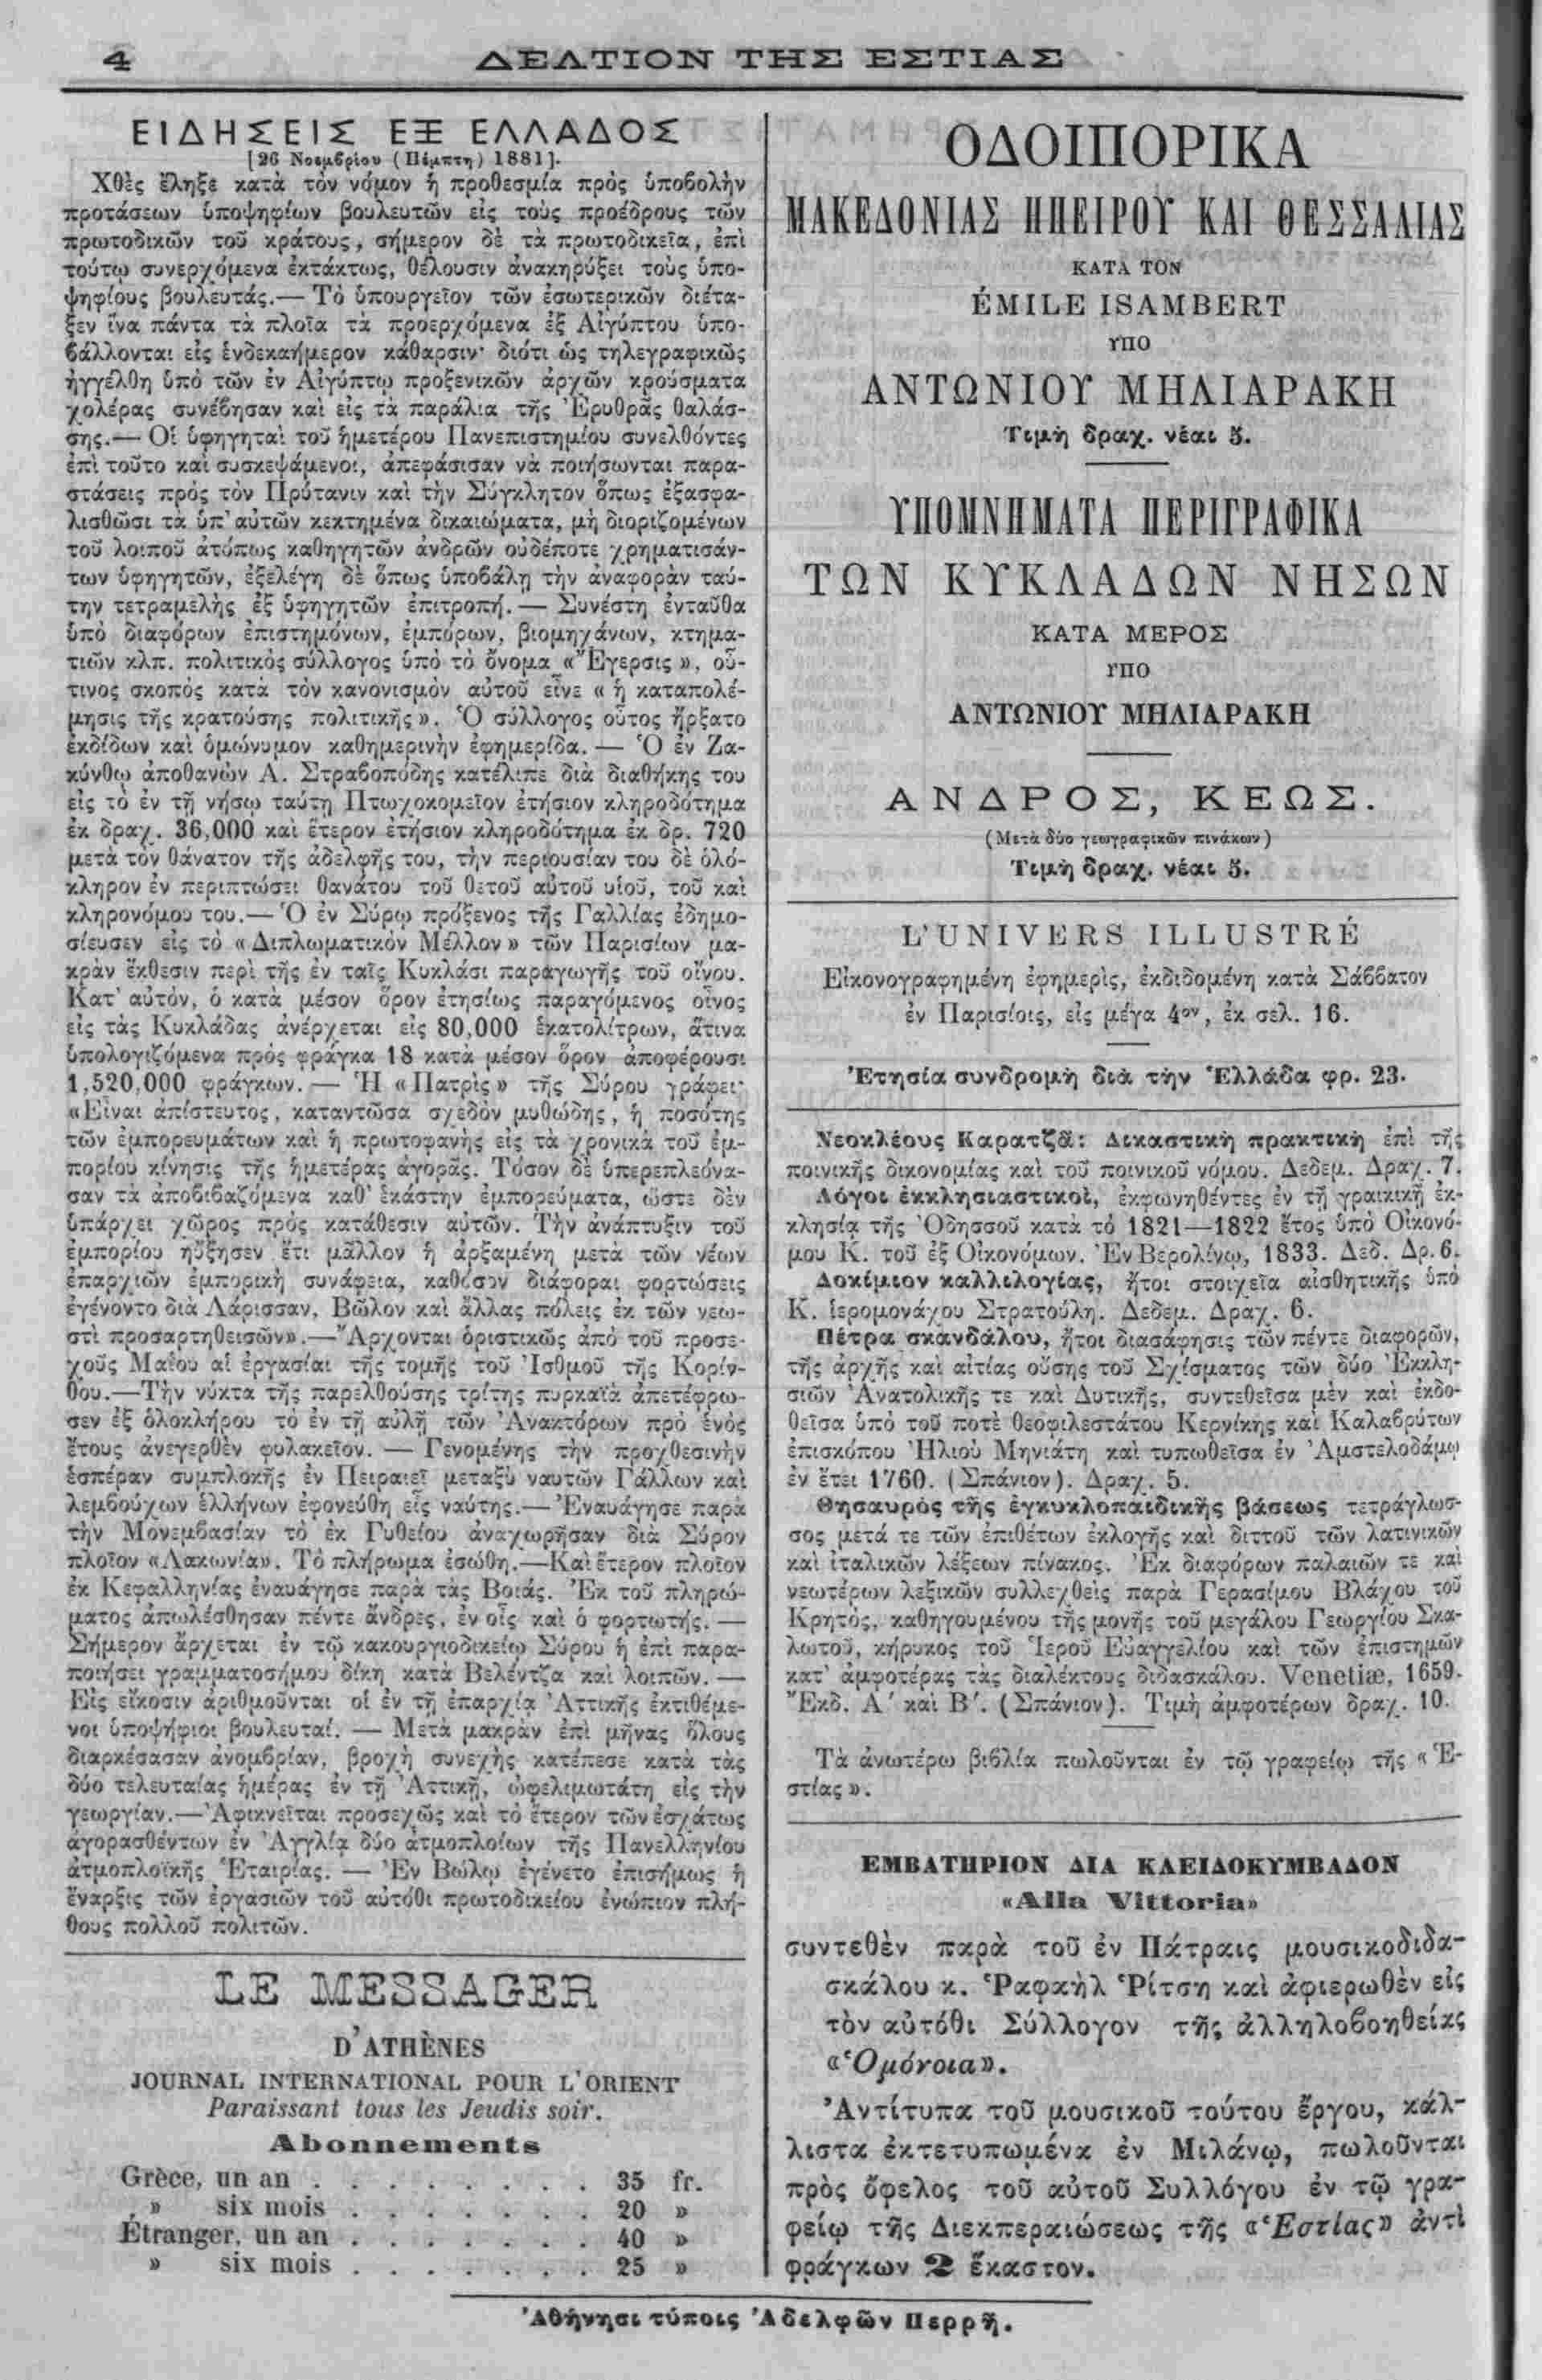 4
ΔΕΛΤΙΟΝ ΤΗΣ ΕΣΤΙΑΣ
ΕΙΔΗΣΕΙΣ ΕΞ ΕΛΛΑΔΟΣ
[26 Νοεμβρίου (Πέμπτη) 1881].
Χθὲς ἔληξε κατὰ τὸν νόμον ἡ προθεσμία πρὸς ὑποβολὴν
προτάσεων ὑποψηφίων βουλευτῶν εἰς τοὺς προέδρους τῶν
πρωτοδικῶν τοῦ κράτους, σήμερον δὲ τὰ πρωτοδικεῖα, ἐπὶ
τούτῳ συνερχόμενα ἐκτάκτως, θέλουσιν ἀνακηρύξει τοὺς ὑπο-
ψηφίους βουλευτάς.— Τὸ ὑπουργεῖον τῶν ἐσωτερικῶν διέτα-
ξεν ἵνα πάντα τὰ πλοῖα τὰ προερχόμενα ἐξ Αἰγύπτου ὑπο-
βάλλονται εἰς ἑνδεκαήμερον κάθαρσιν· διότι ὡς τηλεγραφικῶς
ἠγγέλθη ὑπὸ τῶν ἐν Αἰγύπτῳ προξενικῶν ἀρχῶν κρούσματα
χολέρας συνέβησαν καὶ εἰς τὰ παράλια τῆς Ἐρυθρᾶς θαλάσ-
σης.— Οἱ ὑφηγηταὶ τοῦ ἡμετέρου Πανεπιστημίου συνελθόντες
ἐπὶ τοῦτο καὶ συσκεψάμενοι, ἀπεφάσισαν νὰ ποιήσωνται παρα-
στάσεις πρὸς τὸν Πρύτανιν καὶ τὴν Σύγκλητον ὅπως ἐξασφα-
λισθῶσι τὰ ὑπ' αὐτῶν κεκτημένα δικαιώματα, μὴ διοριζομένων
τοῦ λοιποῦ ἀτόπως καθηγητῶν ἀνδρῶν οὐδέποτε χρηματισάν-
των ὑφηγητῶν, ἐξελέγη δὲ ὅπως ὑποβάλῃ τὴν ἀναφορὰν ταύ-
την τετραμελὴς ἐξ ὑφηγητῶν ἐπιτροπή. — Συνέστη ἐνταῦθα
ὑπὸ διαφόρων ἐπιστημόνων, ἐμπόρων, βιομηχάνων, κτημα-
τιῶν κλπ. πολιτικὸς σύλλογος ὑπὸ τὸ ὄνομα «Ἔγερσις», οὗ-
τινος σκοπὸς κατὰ τὸν κανονισμὸν αὐτοῦ εἶνε « ἡ καταπολέ-
μησις τῆς κρατούσης πολιτικῆς». Ὁ σύλλογος οὗτος ἤρξατο
ἐκδίδων καὶ ὁμώνυμον καθημερινὴν ἐφημερίδα. — Ὁ ἐν Ζα-
κύνθῳ ἀποθανὼν Α. Στραβοπόδης κατέλιπε διὰ διαθήκης του
εἰς τὸ ἐν τῇ νήσῳ ταύτῃ Πτωχοκομεῖον ἐτήσιον κληροδότημα
ἐκ δραχ. 36,000 καὶ ἕτερον ἐτήσιον κληροδότημα ἐκ δρ. 720
μετὰ τὸν θάνατον τῆς ἀδελφῆς του, τὴν περιουσίαν του δὲ ὁλό-
κληρον ἐν περιπτώσει θανάτου τοῦ θετοῦ αὐτοῦ υἱοῦ, τοῦ καὶ
κληρονόμου του.— Ὁ ἐν Σύρῳ πρόξενος τῆς Γαλλίας ἐδημο-
σίευσεν εἰς τὸ «Διπλωματικὸν Μέλλον» τῶν Παρισίων μα-
κρὰν ἔκθεσιν περὶ τῆς ἐν ταῖς Κυκλάσι παραγωγῆς τοῦ οἴνου.
Κατ' αὐτόν, ὁ κατὰ μέσον ὅρον ἐτησίως παραγόμενος οἶνος
εἰς τὰς Κυκλάδας ἀνέρχεται εἰς 80,000 ἑκατολίτρων, ἅτινα
ὑπολογιζόμενα πρὸς φράγκα 18 κατὰ μέσον ὅρον ἀποφέρουσι
1,520,000 φράγκων. — Ἡ «Πατρὶς» τῆς Σύρου γράφει·
«Εἶναι ἀπίστευτος, καταντῶσα σχεδὸν μυθώδης, ἡ ποσότης
τῶν ἐμπορευμάτων καὶ ἡ πρωτοφανὴς εἰς τὰ χρονικὰ τοῦ ἐμ-
πορίου κίνησις τῆς ἡμετέρας ἀγορᾶς. Τόσον δὲ ὑπερεπλεόνα-
σαν τὰ ἀποβιβαζόμενα καθ' ἑκάστην ἐμπορεύματα, ὥστε δὲν
ὑπάρχει χῶρος πρὸς κατάθεσιν αὐτῶν. Τὴν ἀνάπτυξιν τοῦ
ἐμπορίου ηὔξησεν ἔτι μᾶλλον ἡ ἀρξαμένη μετὰ τῶν νέων
ἐπαρχιῶν ἐμπορικὴ συνάφεια, καθόσον διάφοραι φορτώσεις
ἐγένοντο διὰ Λάρισσαν, Βῶλον καὶ ἄλλας πόλεις ἐκ τῶν νεω-
στὶ προσαρτηθεισῶν».—Ἄρχονται ὁριστικῶς ἀπὸ τοῦ προσε-
χοῦς Μαΐου αἱ ἐργασίαι τῆς τομῆς τοῦ Ἰσθμοῦ τῆς Κορίν-
θου.—Τὴν νύκτα τῆς παρελθούσης τρίτης πυρκαϊὰ ἀπετέφρω-
σεν ἐξ ὁλοκλήρου τὸ ἐν τῇ αὐλῇ τῶν Ἀνακτόρων πρὸ ἑνὸς
ἔτους ἀνεγερθὲν φυλακεῖον. — Γενομένης τὴν προχθεσινὴν
ἑσπέραν συμπλοκῆς ἐν Πειραιεῖ μεταξὺ ναυτῶν Γάλλων καὶ
λεμβούχων ἑλλήνων ἐφονεύθη εἷς ναύτης.— Ἐναυάγησε παρὰ
τὴν Μονεμβασίαν τὸ ἐκ Γυθείου ἀναχωρῆσαν διὰ Σύρον
πλοῖον «Λακωνία». Τὸ πλήρωμα ἐσώθη.—Καὶ ἕτερον πλοῖον
ἐκ Κεφαλληνίας ἐναυάγησε παρὰ τὰς Βοιάς. Ἐκ τοῦ πληρώ-
ματος ἀπωλέσθησαν πέντε ἄνδρες, ἐν οἷς καὶ ὁ φορτωτής. —
Σήμερον ἄρχεται ἐν τῷ κακουργιοδικείῳ Σύρου ἡ ἐπὶ παρα-
ποιήσει γραμματοσήμου δίκη κατὰ Βελέντζα καὶ λοιπῶν. —
Εἰς εἴκοσιν ἀριθμοῦνται οἱ ἐν τῇ ἐπαρχίᾳ Ἀττικῆς ἐκτιθέμε-
νοι ὑποψήφιοι βουλευταί. — Μετὰ μακρὰν ἐπὶ μῆνας ὅλους
διαρκέσασαν ἀνομβρίαν, βροχὴ συνεχὴς κατέπεσε κατὰ τὰς
δύο τελευταίας ἡμέρας ἐν τῇ Ἀττικῇ, ὠφελιμωτάτη εἰς τὴν
γεωργίαν.—Ἀφικνεῖται προσεχῶς καὶ τὸ ἕτερον τῶν ἐσχάτως
ἀγορασθέντων ἐν Ἀγγλίᾳ δύο ἀτμοπλοίων τῆς Πανελληνίου
ἀτμοπλοϊκῆς Ἑταιρίας. — Ἐν Βώλῳ ἐγένετο ἐπισήμως ἡ
ἔναρξις τῶν ἐργασιῶν τοῦ αὐτόθι πρωτοδικείου ἐνώπιον πλή-
θους πολλοῦ πολιτῶν.
LE MESSAGER
D'ATHÈNES
JOURNAL INTERNATIONAL POUR L'ORIENT
Paraissant tous les Jeudis soir.
Abonnements
Grèce, un an . . . . . . . . 35 fr.
» six mois . . . . . . . 20 »
Étranger, un an . . . . . . . 40 »
» six mois . . . . . . . 25 »
ΟΔΟΙΠΟΡΙΚΑ
ΜΑΚΕΔΟΝΙΑΣ ΗΠΕΙΡΟΥ ΚΑΙ ΘΕΣΣΑΛΙΑΣ
ΚΑΤΑ ΤΟΝ
ÉMILE ISAMBERT
ΥΠΟ
ΑΝΤΩΝΙΟΥ ΜΗΛΙΑΡΑΚΗ
Τιμὴ δραχ. νέαι 5.
ΥΠΟΜΝΗΜΑΤΑ ΠΕΡΙΓΡΑΦΙΚΑ
ΤΩΝ ΚΥΚΛΑΔΩΝ ΝΗΣΩΝ
ΚΑΤΑ ΜΕΡΟΣ
ΥΠΟ
ΑΝΤΩΝΙΟΥ ΜΗΛΙΑΡΑΚΗ
ΑΝΔΡΟΣ, ΚΕΩΣ.
(Μετὰ δύο γεωγραφικῶν πινάκων)
Τιμὴ δραχ. νέαι 5.
L'UNIVERS ILLUSTRÉ
Εἰκονογραφημένη ἐφημερὶς, ἐκδιδομένη κατὰ Σάββατον
ἐν Παρισίοις, εἰς μέγα 4ον, ἐκ σελ. 16.
Ἐτησία συνδρομὴ διὰ τὴν Ἑλλάδα φρ. 23.
Νεοκλέους Καρατζᾶ: Δικαστικὴ πρακτικὴ ἐπὶ τῆς
ποινικῆς δικονομίας καὶ τοῦ ποινικοῦ νόμου. Δεδεμ. Δραχ. 7.
Λόγοι ἐκκλησιαστικοὶ, ἐκφωνηθέντες ἐν τῇ γραικικῇ ἐκ-
κλησίᾳ τῆς Ὀδησσοῦ κατὰ τὸ 1821—1822 ἔτος ὑπὸ Οἰκονό-
μου Κ. τοῦ ἐξ Οἰκονόμων. Ἐν Βερολίνῳ, 1833. Δεδ. Δρ. 6.
Δοκίμιον καλλιλογίας, ἤτοι στοιχεῖα αἰσθητικῆς ὑπὸ
Κ. ἱερομονάχου Στρατούλη. Δεδεμ. Δραχ. 6.
Πέτρα σκανδάλου, ἤτοι διασάφησις τῶν πέντε διαφορῶν,
τῆς ἀρχῆς καὶ αἰτίας οὔσης τοῦ Σχίσματος τῶν δύο Ἐκκλη-
σιῶν Ἀνατολικῆς τε καὶ Δυτικῆς, συντεθεῖσα μὲν καὶ ἐκδο-
θεῖσα ὑπὸ τοῦ ποτὲ θεοφιλεστάτου Κερνίκης καὶ Καλαβρύτων
ἐπισκόπου Ἠλιοὺ Μηνιάτη καὶ τυπωθεῖσα ἐν Ἀμστελοδάμῳ
ἐν ἔτει 1760. (Σπάνιον). Δραχ. 5.
Θησαυρὸς τῆς ἐγκυκλοπαιδικῆς βάσεως τετράγλωσ-
σος μετά τε τῶν ἐπιθέτων ἐκλογῆς καὶ διττοῦ τῶν λατινικῶν
καὶ ἰταλικῶν λέξεων πίνακος. Ἐκ διαφόρων παλαιῶν τε καὶ
νεωτέρων λεξικῶν συλλεχθεὶς παρὰ Γερασίμου Βλάχου τοῦ
Κρητὸς, καθηγουμένου τῆς μονῆς τοῦ μεγάλου Γεωργίου Σκα-
λωτοῦ, κήρυκος τοῦ Ἱεροῦ Εὐαγγελίου καὶ τῶν ἐπιστημῶν
κατ' ἀμφοτέρας τὰς διαλέκτους διδασκάλου. Venetiæ, 1659.
Ἔκδ. Α΄ καὶ Β΄. (Σπάνιον). Τιμὴ ἀμφοτέρων δραχ. 10.
Τὰ ἀνωτέρω βιβλία πωλοῦνται ἐν τῷ γραφείῳ τῆς «Ἑ-
στίας».
ΕΜΒΑΤΗΡΙΟΝ ΔΙΑ ΚΛΕΙΔΟΚΥΜΒΑΛΟΝ
«Alla Vittoria»
συντεθὲν παρὰ τοῦ ἐν Πάτραις μουσικοδιδα-
σκάλου κ. Ῥαφαὴλ Ῥίτση καὶ ἀφιερωθὲν εἰς
τὸν αὐτόθι Σύλλογον τῆς ἀλληλοβοηθείας
«Ὁμόνοια».
Ἀντίτυπα τοῦ μουσικοῦ τούτου ἔργου, κάλ-
λιστα ἐκτετυπωμένα ἐν Μιλάνῳ, πωλοῦνται
πρὸς ὄφελος τοῦ αὐτοῦ Συλλόγου ἐν τῷ γρα-
φείῳ τῆς Διεκπεραιώσεως τῆς «Ἑστίας» ἀντὶ
φράγκων 2 ἕκαστον.
Ἀθήνησι τύποις Ἀδελφῶν Περρῆ.